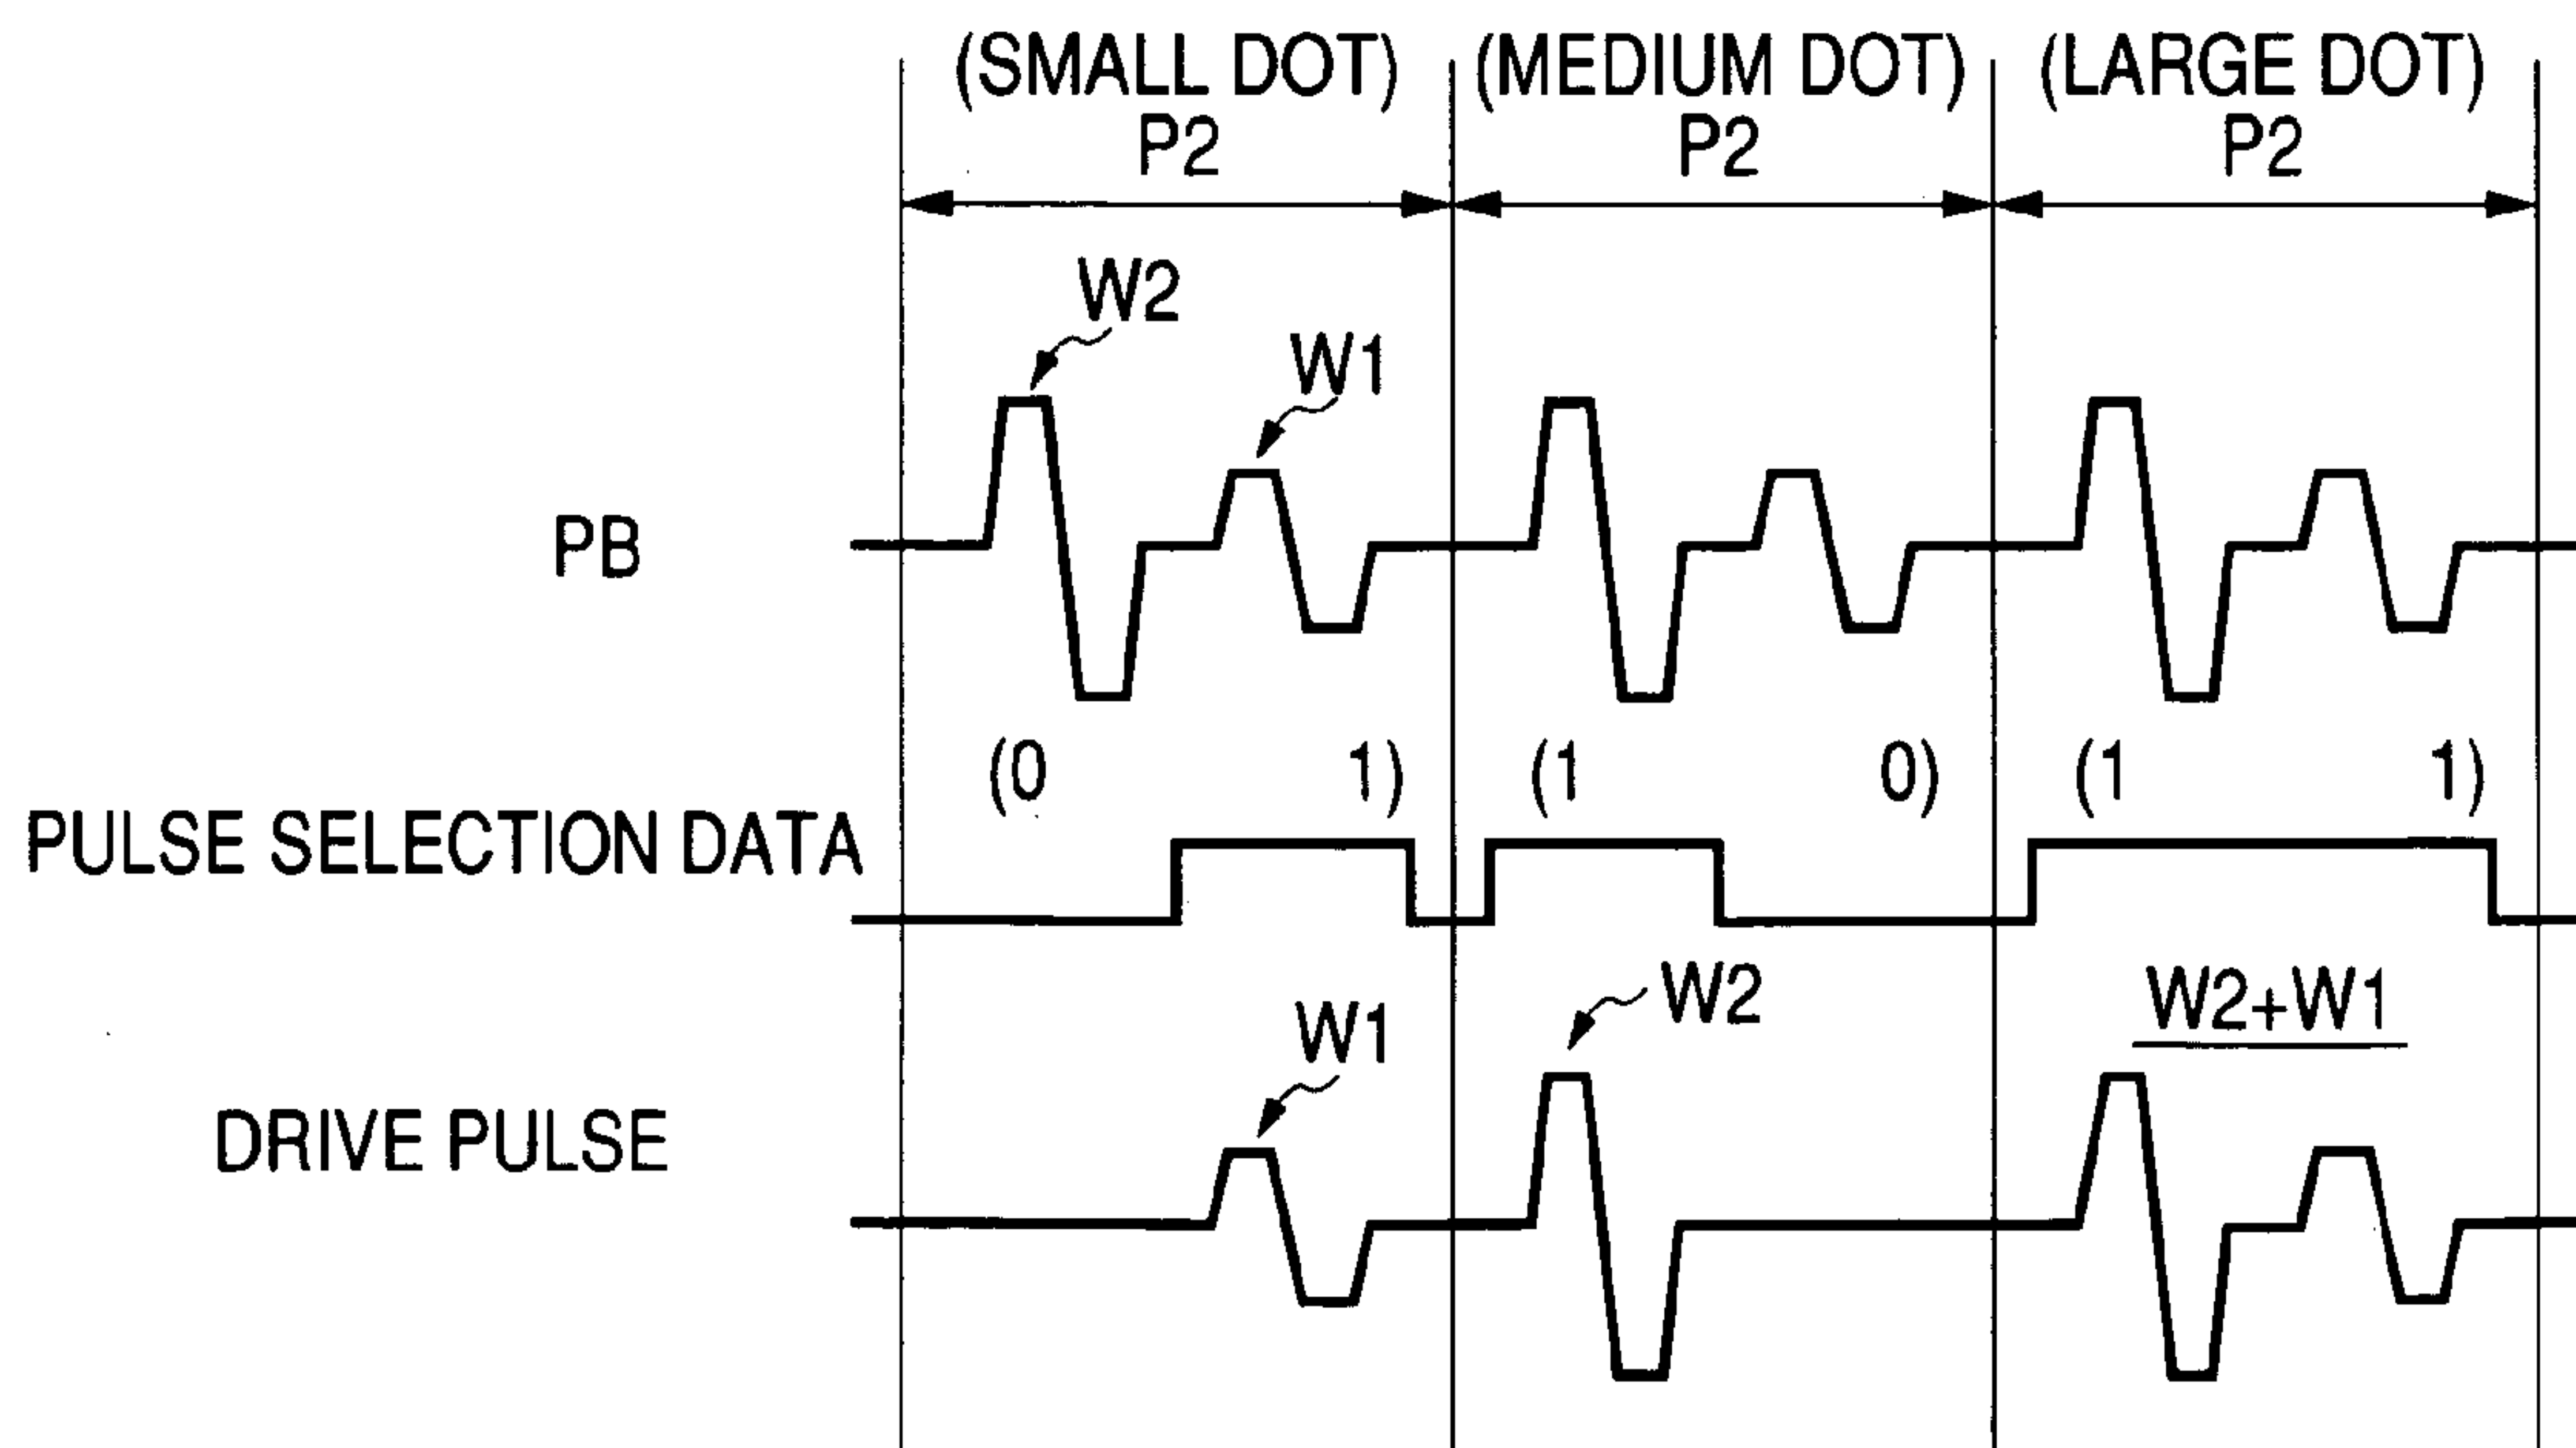 (SMALL DOT) (MEDIUM DOT) (LARGE DOT)
P2 P2 P2
W2
W1
PB
(0 1) (1 0) (1 1)
PULSE SELECTION DATA
W1 W2 W2+W1
DRIVE PULSE